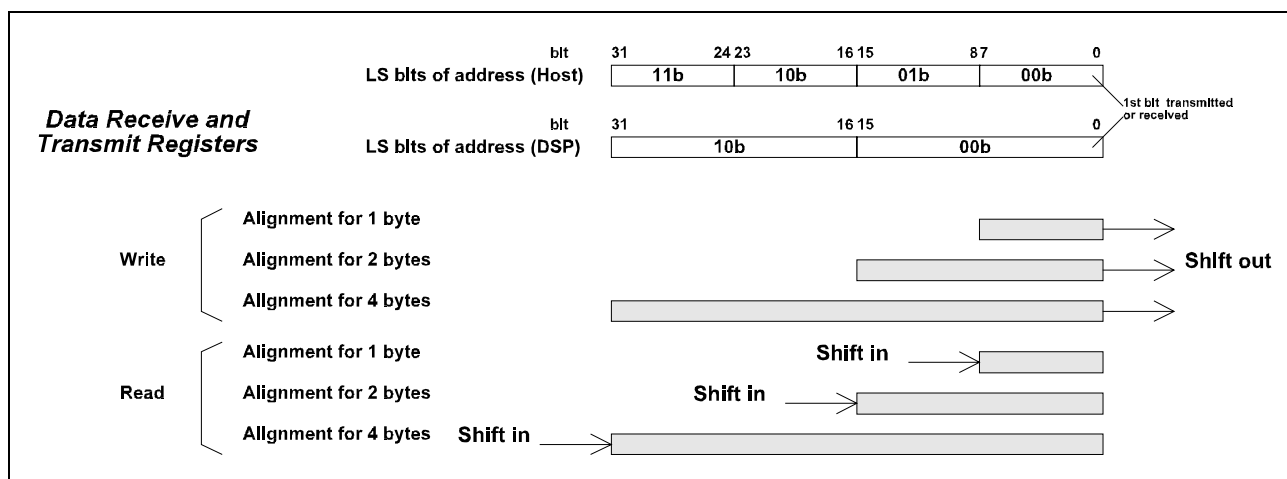 bit 31 24 23 16 15 8 7 0
LS bits of address (Host) 11b 10b 01b 00b
Data Receive and
Transmit Registers
1st bit transmitted
or received
bit 31 16 15 0
LS bits of address (DSP) 10b 00b
Alignment for 1 byte
Write Alignment for 2 bytes Shift out
Alignment for 4 bytes
Alignment for 1 byte Shift in
Read Alignment for 2 bytes Shift in
Alignment for 4 bytes Shift in